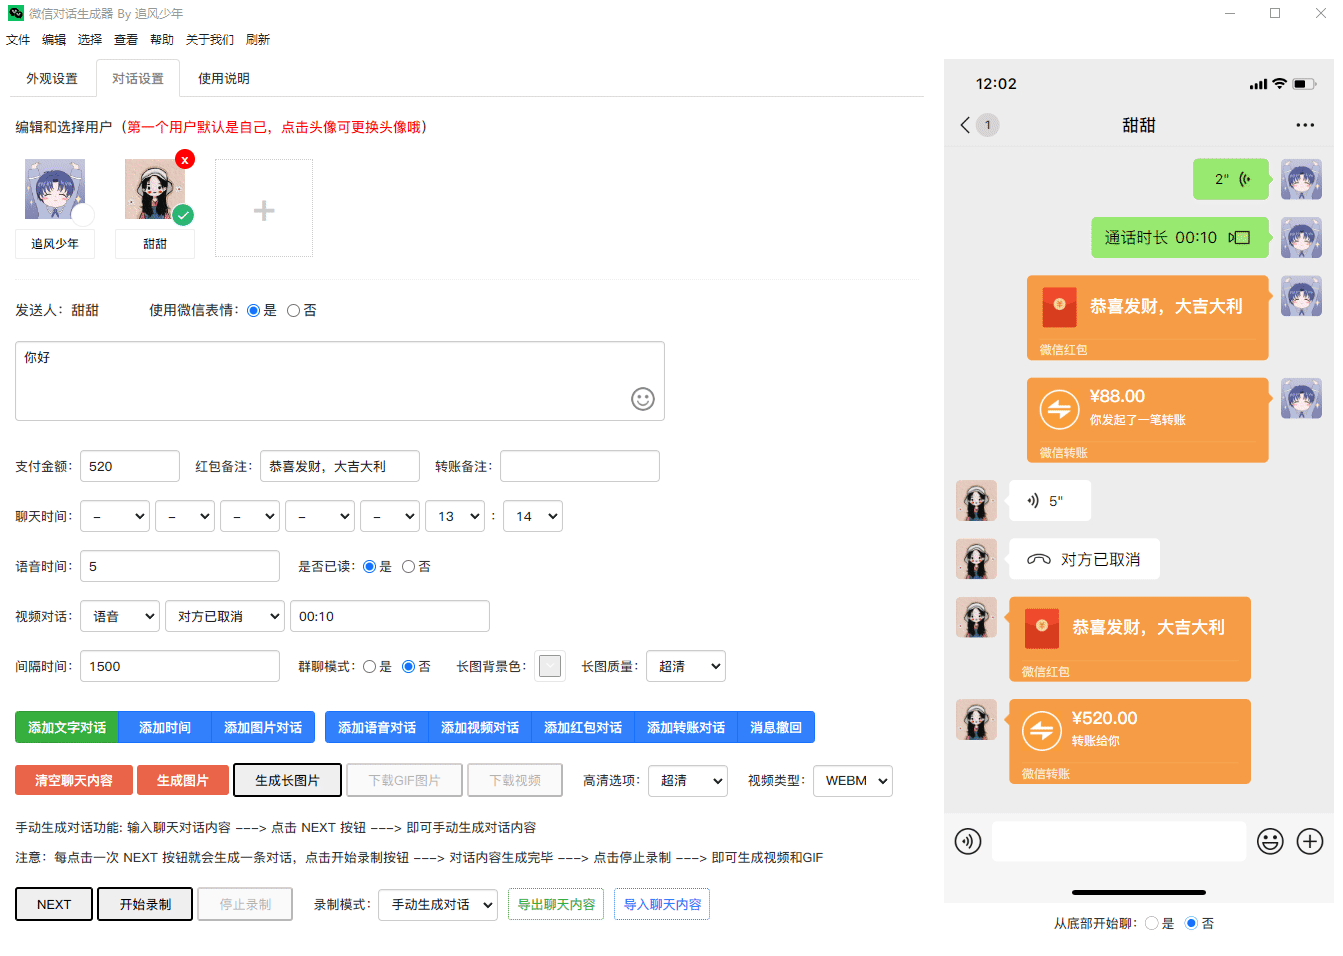 微信对话生成器 By 追风少年
文件 编辑 选择 查看 帮助 关于我们 刷新
外观设置 对话设置 使用说明
编辑和选择用户（第一个用户默认是自己，点击头像可更换头像哦）
x
追风少年 甜甜
发送人：甜甜 使用微信表情：是 否
你好
支付金额：520 红包备注：恭喜发财，大吉大利 转账备注：
聊天时间：– – – – – 13 : 14
语音时间：5 是否已读：是 否
视频对话：语音 对方已取消 00:10
间隔时间：1500 群聊模式：是 否 长图背景色： 长图质量：超清
添加文字对话 添加时间 添加图片对话 添加语音对话 添加视频对话 添加红包对话 添加转账对话 消息撤回
清空聊天内容 生成图片 生成长图片 下载GIF图片 下载视频 高清选项：超清 视频类型：WEBM
手动生成对话功能: 输入聊天对话内容 ---> 点击 NEXT 按钮 ---> 即可手动生成对话内容
注意：每点击一次 NEXT 按钮就会生成一条对话，点击开始录制按钮 ---> 对话内容生成完毕 ---> 点击停止录制 ---> 即可生成视频和GIF
NEXT 开始录制 停止录制 录制模式：手动生成对话 导出聊天内容 导入聊天内容
12:02
1 甜甜
2"
通话时长 00:10
恭喜发财，大吉大利
微信红包
¥88.00
你发起了一笔转账
微信转账
5"
对方已取消
恭喜发财，大吉大利
微信红包
¥520.00
转账给你
微信转账
从底部开始聊：是 否